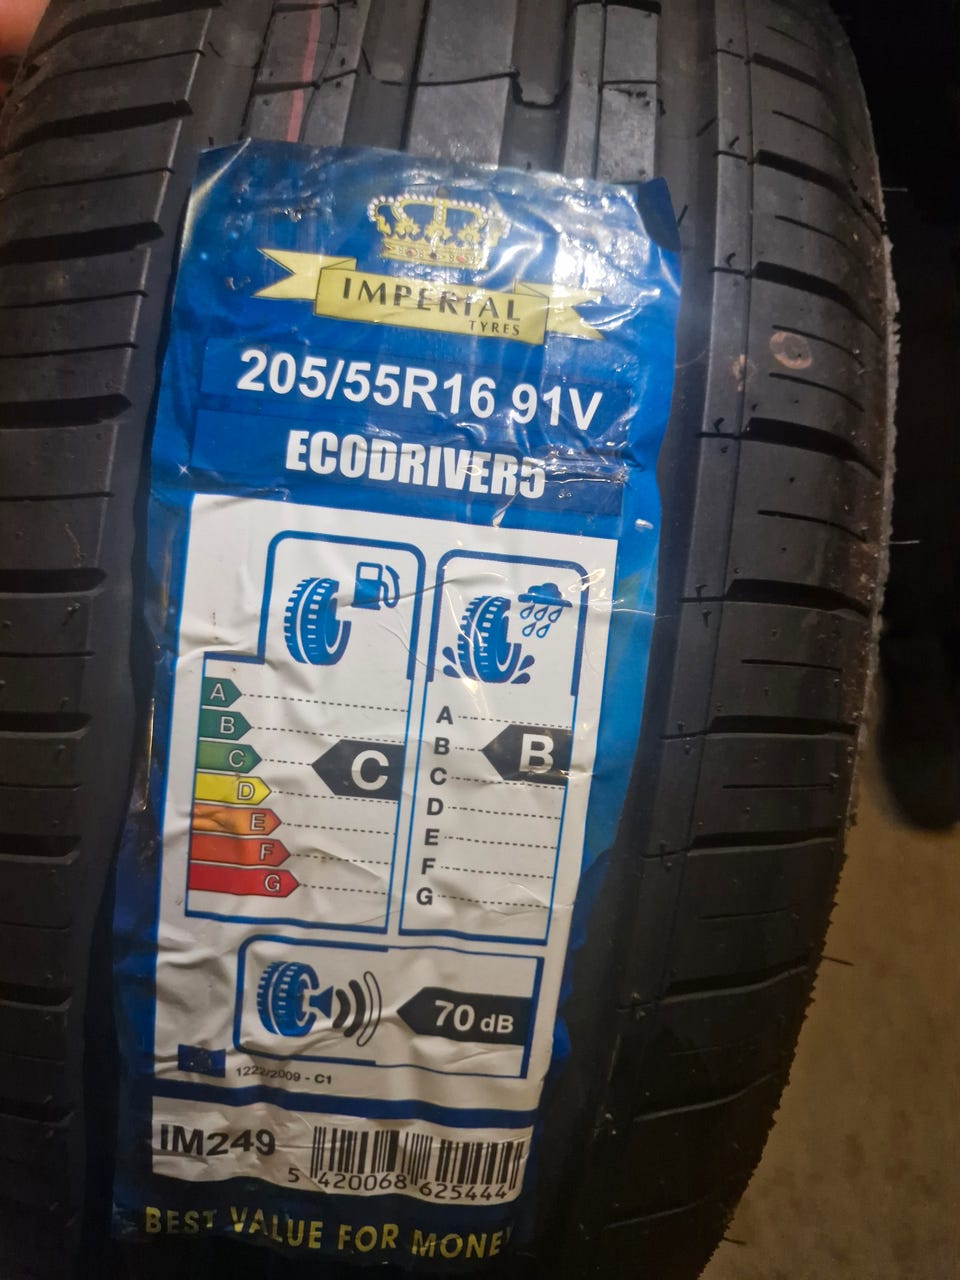 IMPERIAL
TYRES
205/55R16 91V
ECODRIVER5
A
B
C
D
E
F
G
C
A
B
C
D
E
F
G
B
70 dB
1222/2009 - C1
IM249
5 420068 625444
BEST VALUE FOR MONEY